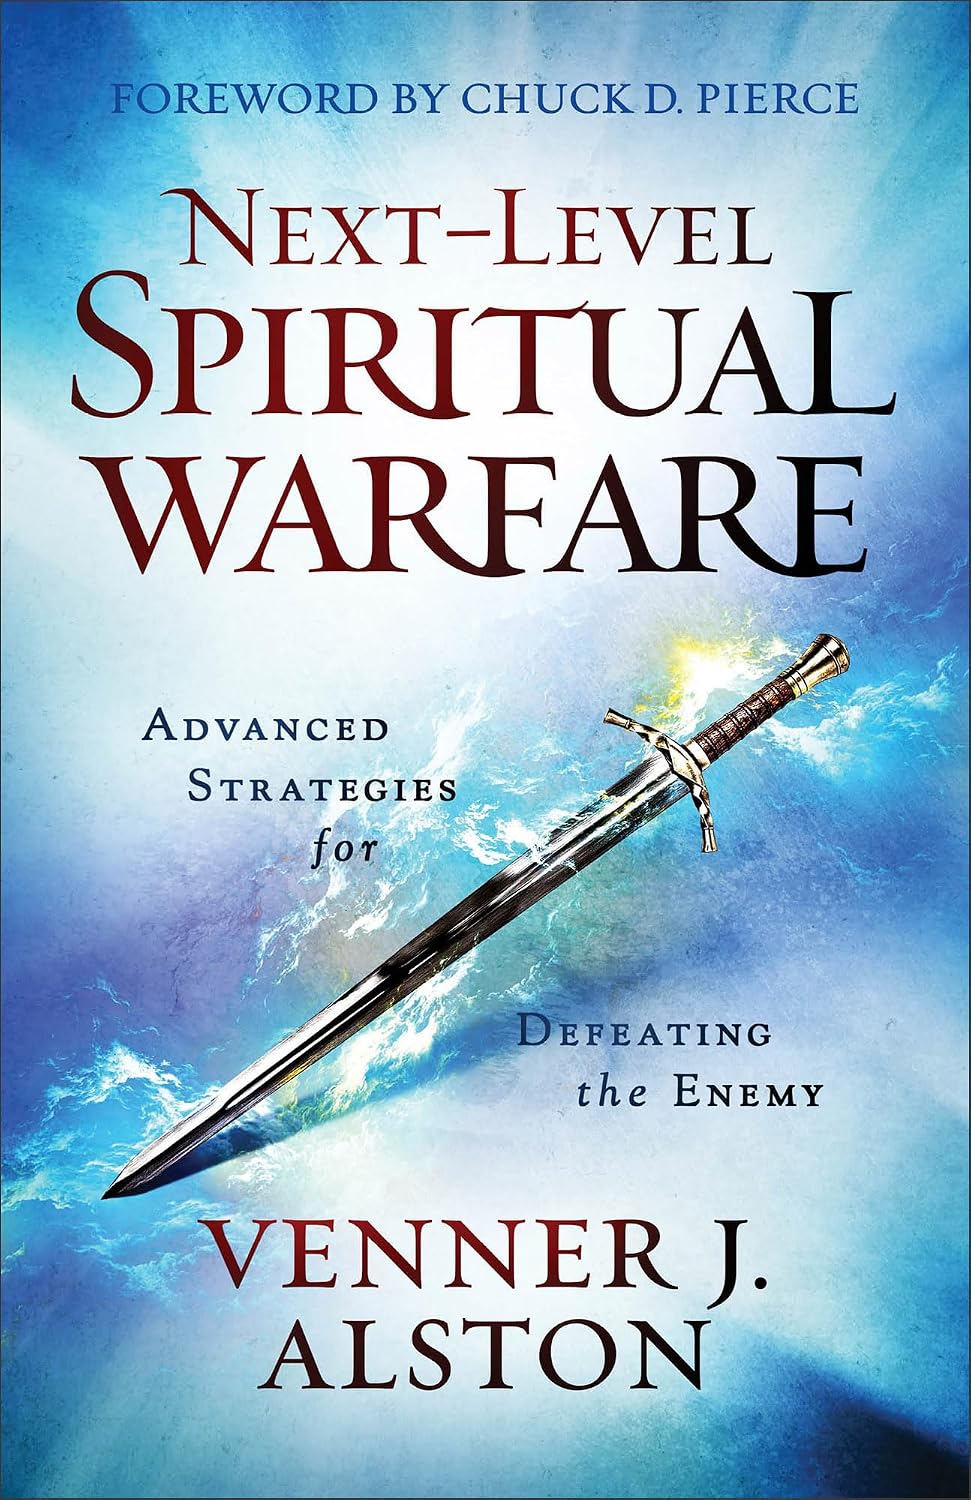 FOREWORD BY CHUCK D. PIERCE
NEXT–LEVEL
SPIRITUAL
WARFARE
ADVANCED
STRATEGIES
for
DEFEATING
the ENEMY
VENNER J.
ALSTON